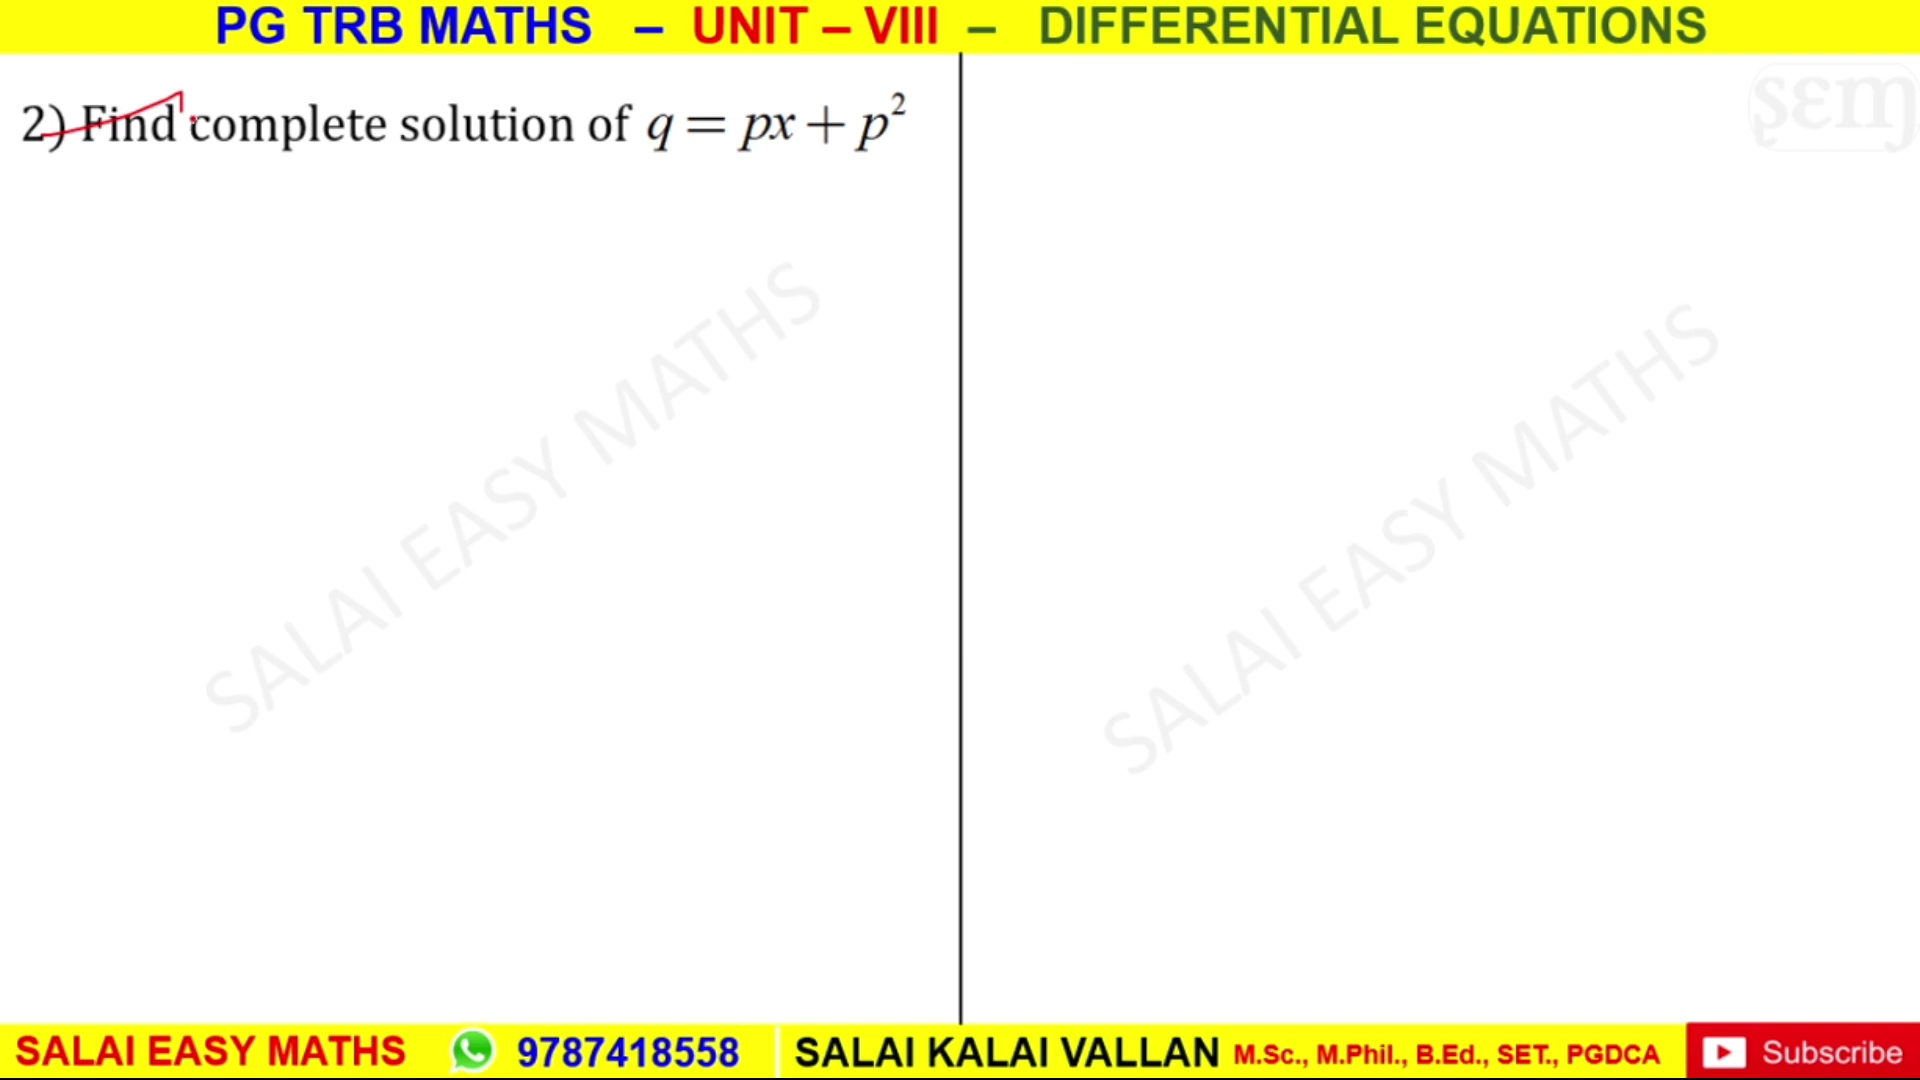 PG TRB MATHS – UNIT – VIII – DIFFERENTIAL EQUATIONS
2) Find complete solution of q = px + p²
sɛm
SALAI EASY MATHS
SALAI EASY MATHS
SALAI EASY MATHS 9787418558 SALAI KALAI VALLAN M.Sc., M.Phil., B.Ed., SET., PGDCA Subscribe